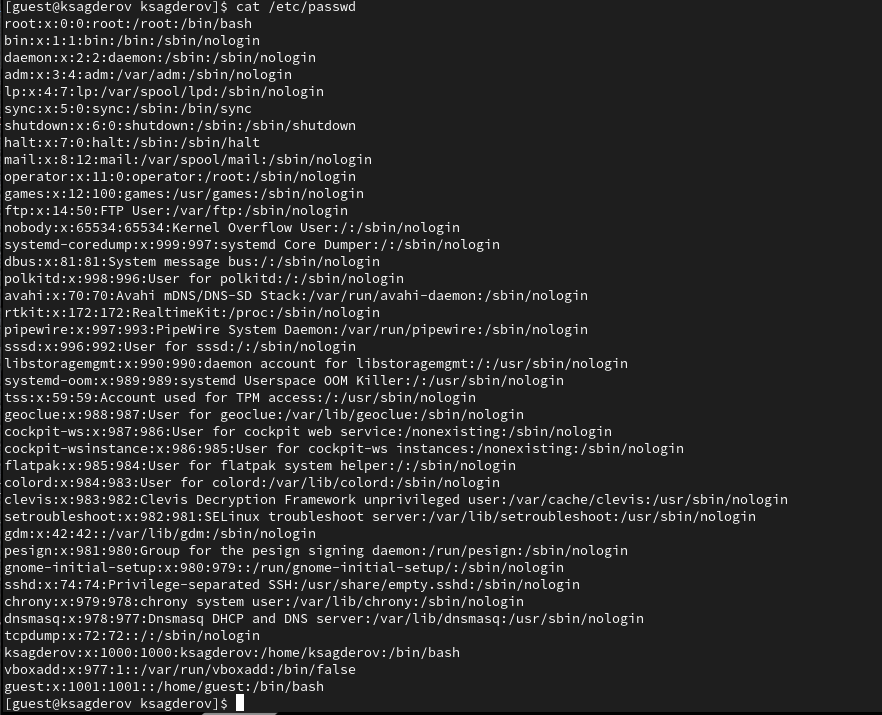 [guest@ksagderov ksagderov]$ cat /etc/passwd
root:x:0:0:root:/root:/bin/bash
bin:x:1:1:bin:/bin:/sbin/nologin
daemon:x:2:2:daemon:/sbin:/sbin/nologin
adm:x:3:4:adm:/var/adm:/sbin/nologin
lp:x:4:7:lp:/var/spool/lpd:/sbin/nologin
sync:x:5:0:sync:/sbin:/bin/sync
shutdown:x:6:0:shutdown:/sbin:/sbin/shutdown
halt:x:7:0:halt:/sbin:/sbin/halt
mail:x:8:12:mail:/var/spool/mail:/sbin/nologin
operator:x:11:0:operator:/root:/sbin/nologin
games:x:12:100:games:/usr/games:/sbin/nologin
ftp:x:14:50:FTP User:/var/ftp:/sbin/nologin
nobody:x:65534:65534:Kernel Overflow User:/:/sbin/nologin
systemd-coredump:x:999:997:systemd Core Dumper:/:/sbin/nologin
dbus:x:81:81:System message bus:/:/sbin/nologin
polkitd:x:998:996:User for polkitd:/:/sbin/nologin
avahi:x:70:70:Avahi mDNS/DNS-SD Stack:/var/run/avahi-daemon:/sbin/nologin
rtkit:x:172:172:RealtimeKit:/proc:/sbin/nologin
pipewire:x:997:993:PipeWire System Daemon:/var/run/pipewire:/sbin/nologin
sssd:x:996:992:User for sssd:/:/sbin/nologin
libstoragemgmt:x:990:990:daemon account for libstoragemgmt:/:/usr/sbin/nologin
systemd-oom:x:989:989:systemd Userspace OOM Killer:/:/usr/sbin/nologin
tss:x:59:59:Account used for TPM access:/:/usr/sbin/nologin
geoclue:x:988:987:User for geoclue:/var/lib/geoclue:/sbin/nologin
cockpit-ws:x:987:986:User for cockpit web service:/nonexisting:/sbin/nologin
cockpit-wsinstance:x:986:985:User for cockpit-ws instances:/nonexisting:/sbin/nologin
flatpak:x:985:984:User for flatpak system helper:/:/sbin/nologin
colord:x:984:983:User for colord:/var/lib/colord:/sbin/nologin
clevis:x:983:982:Clevis Decryption Framework unprivileged user:/var/cache/clevis:/usr/sbin/nologin
setroubleshoot:x:982:981:SELinux troubleshoot server:/var/lib/setroubleshoot:/usr/sbin/nologin
gdm:x:42:42::/var/lib/gdm:/sbin/nologin
pesign:x:981:980:Group for the pesign signing daemon:/run/pesign:/sbin/nologin
gnome-initial-setup:x:980:979::/run/gnome-initial-setup/:/sbin/nologin
sshd:x:74:74:Privilege-separated SSH:/usr/share/empty.sshd:/sbin/nologin
chrony:x:979:978:chrony system user:/var/lib/chrony:/sbin/nologin
dnsmasq:x:978:977:Dnsmasq DHCP and DNS server:/var/lib/dnsmasq:/usr/sbin/nologin
tcpdump:x:72:72::/:/sbin/nologin
ksagderov:x:1000:1000:ksagderov:/home/ksagderov:/bin/bash
vboxadd:x:977:1::/var/run/vboxadd:/bin/false
guest:x:1001:1001::/home/guest:/bin/bash
[guest@ksagderov ksagderov]$